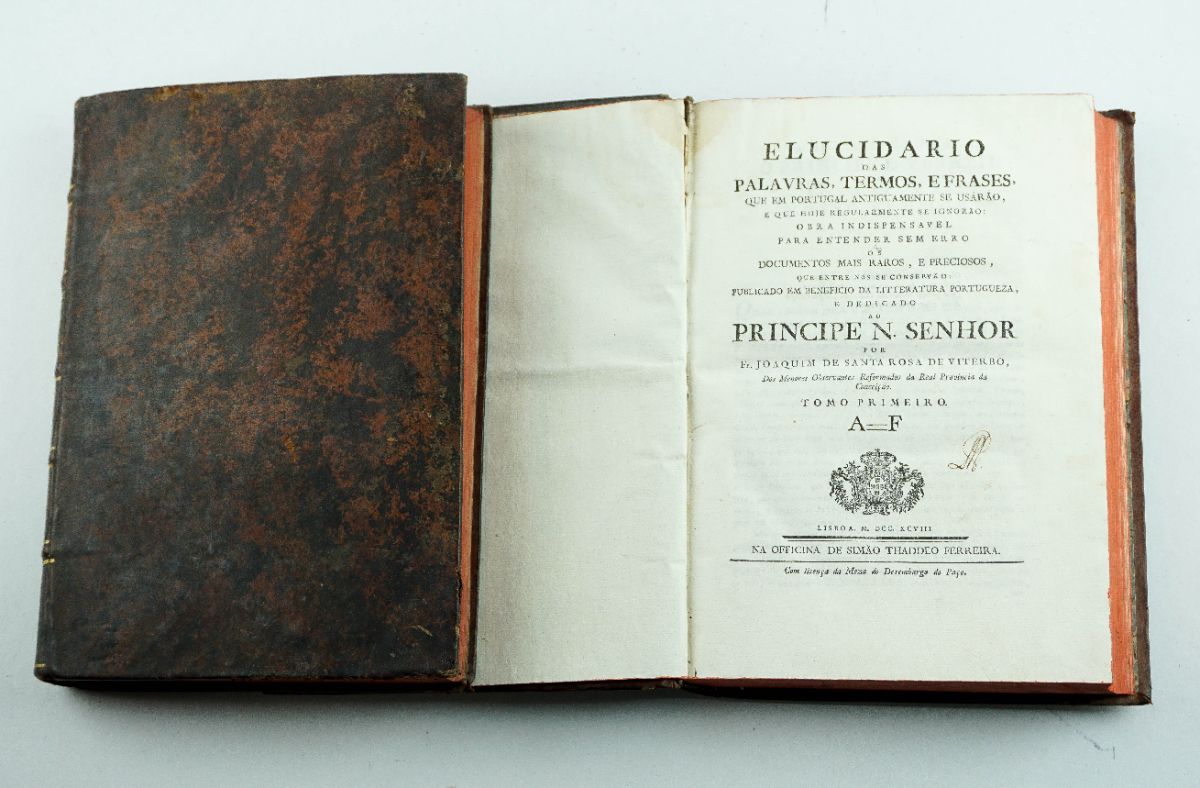 ELUCIDARIO
DAS
PALAVRAS, TERMOS, E FRASES,
QUE EM PORTUGAL ANTIGUAMENTE SE USARÃO,
E QUE HOJE REGULARMENTE SE IGNORÃO:
OBRA INDISPENSAVEL
PARA ENTENDER SEM ERRO
OS
DOCUMENTOS MAIS RAROS, E PRECIOSOS,
QUE ENTRE NÓS SE CONSERVÃO:
PUBLICADO EM BENEFICIO DA LITTERATURA PORTUGUEZA,
E DEDICADO
AO
PRINCIPE N. SENHOR
POR
Fr. JOAQUIM DE SANTA ROSA DE VITERBO,
Dos Menores Observantes Reformados da Real Provincia da
Conceição.
TOMO PRIMEIRO.
A=F
LISBOA. M. DCC. XCVIII.
NA OFFICINA DE SIMÃO THADDEO FERREIRA.
Com licença da Meza do Desembargo do Paço.